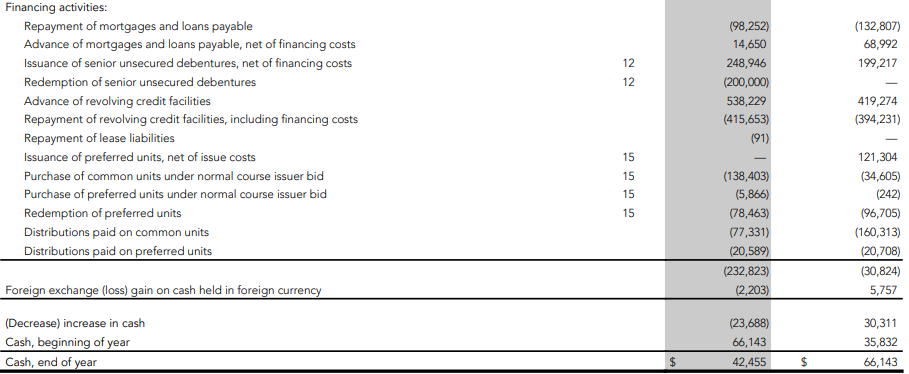 Financing activities:
Repayment of mortgages and loans payable (98,252) (132,807)
Advance of mortgages and loans payable, net of financing costs 14,650 68,992
Issuance of senior unsecured debentures, net of financing costs 12 248,946 199,217
Redemption of senior unsecured debentures 12 (200,000) —
Advance of revolving credit facilities 538,229 419,274
Repayment of revolving credit facilities, including financing costs (415,653) (394,231)
Repayment of lease liabilities (91) —
Issuance of preferred units, net of issue costs 15 — 121,304
Purchase of common units under normal course issuer bid 15 (138,403) (34,605)
Purchase of preferred units under normal course issuer bid 15 (5,866) (242)
Redemption of preferred units 15 (78,463) (96,705)
Distributions paid on common units (77,331) (160,313)
Distributions paid on preferred units (20,589) (20,708)
(232,823) (30,824)
Foreign exchange (loss) gain on cash held in foreign currency (2,203) 5,757
(Decrease) increase in cash (23,688) 30,311
Cash, beginning of year 66,143 35,832
Cash, end of year $ 42,455 $ 66,143